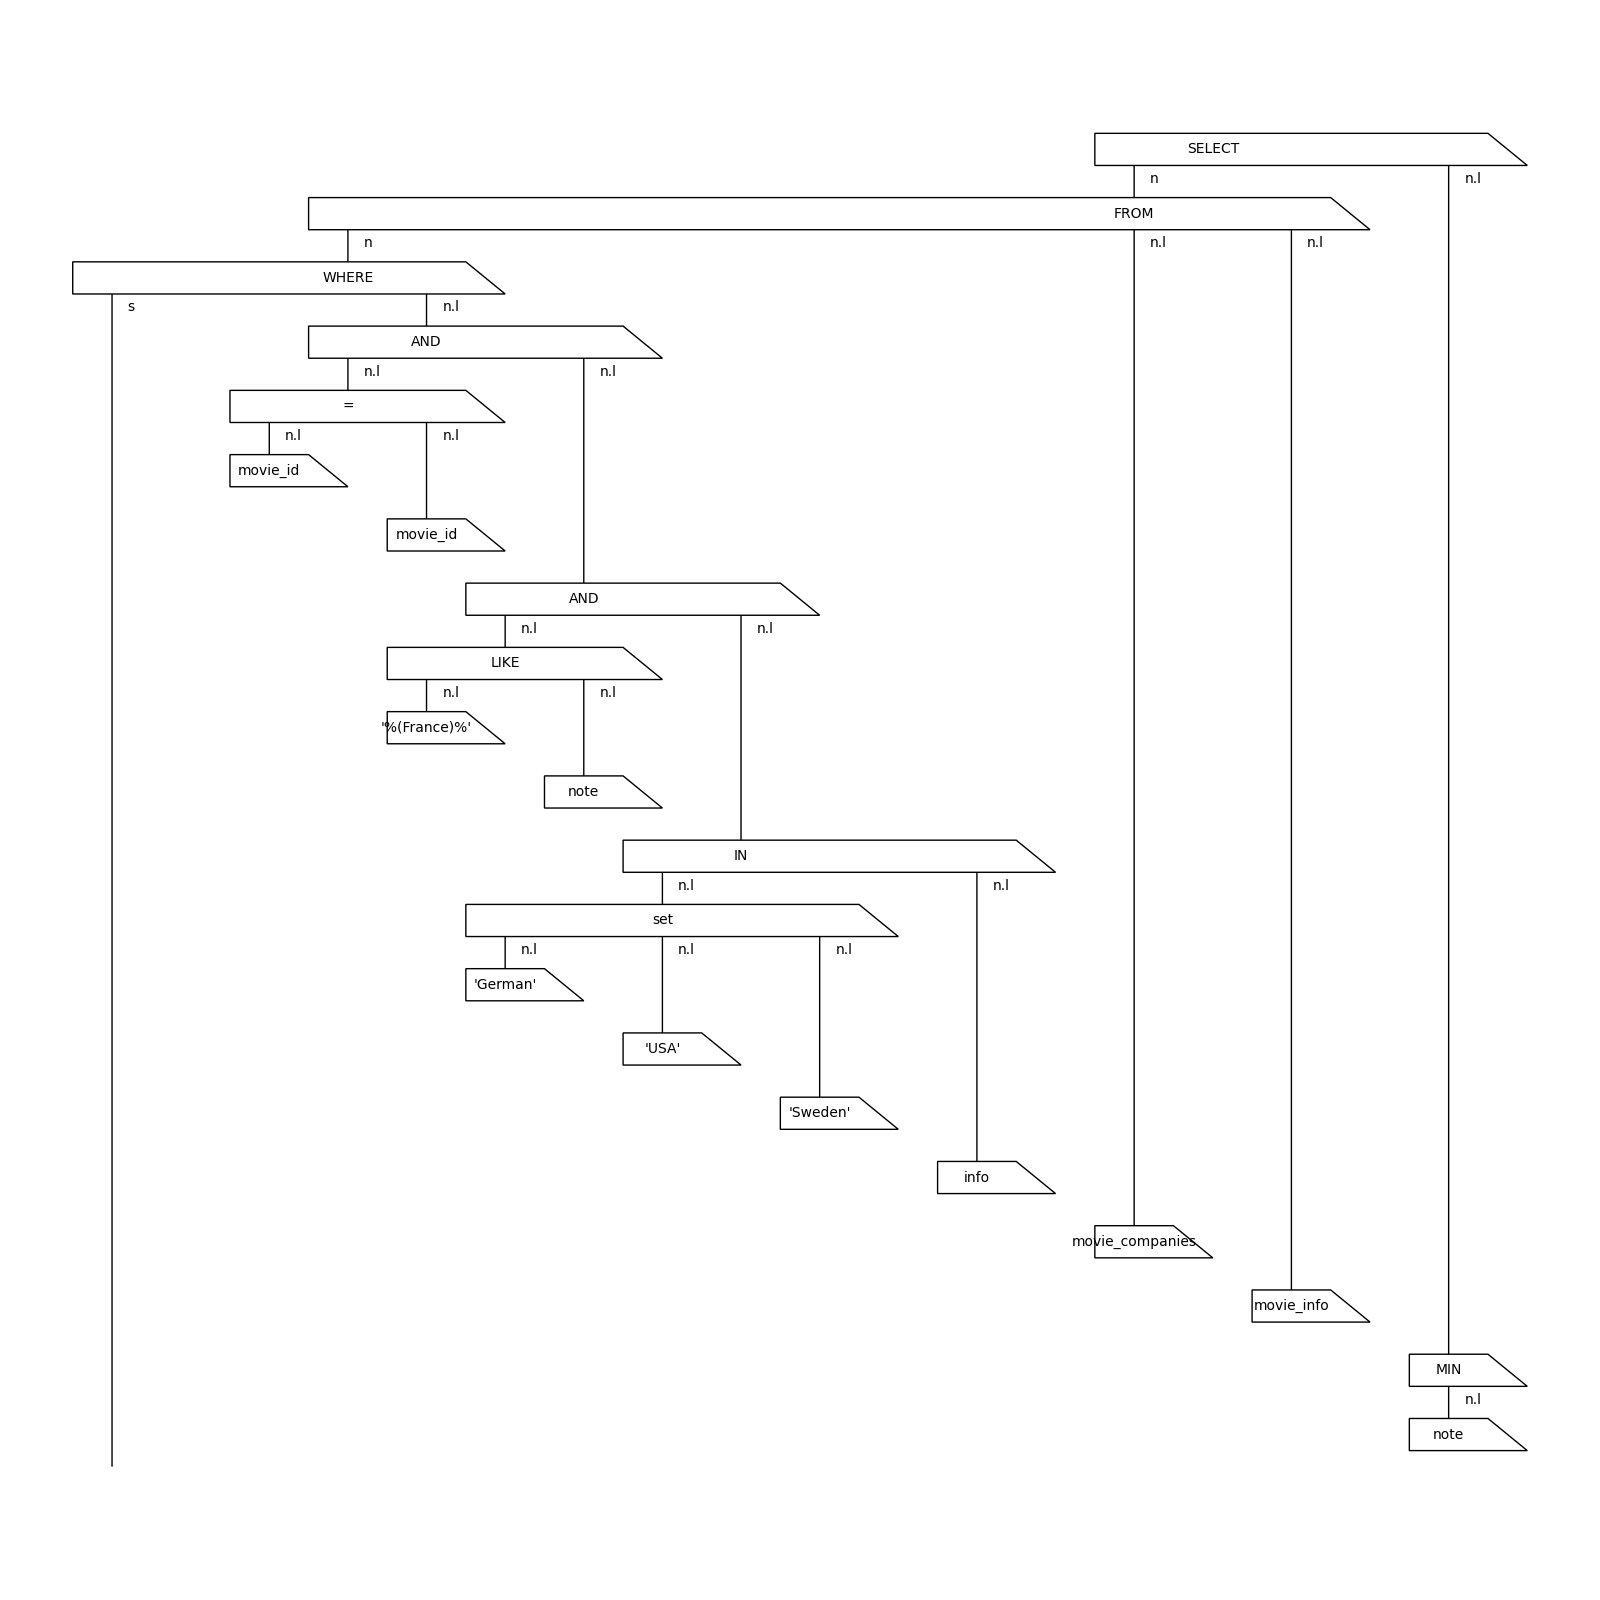 SELECT
n n.l
FROM
n n.l n.l
WHERE
s n.l
AND
n.l n.l
=
n.l n.l
movie_id
movie_id
AND
n.l n.l
LIKE
n.l n.l
'%(France)%'
note
IN
n.l n.l
set
n.l n.l n.l
'German'
'USA'
'Sweden'
info
movie_companies
movie_info
MIN
n.l
note